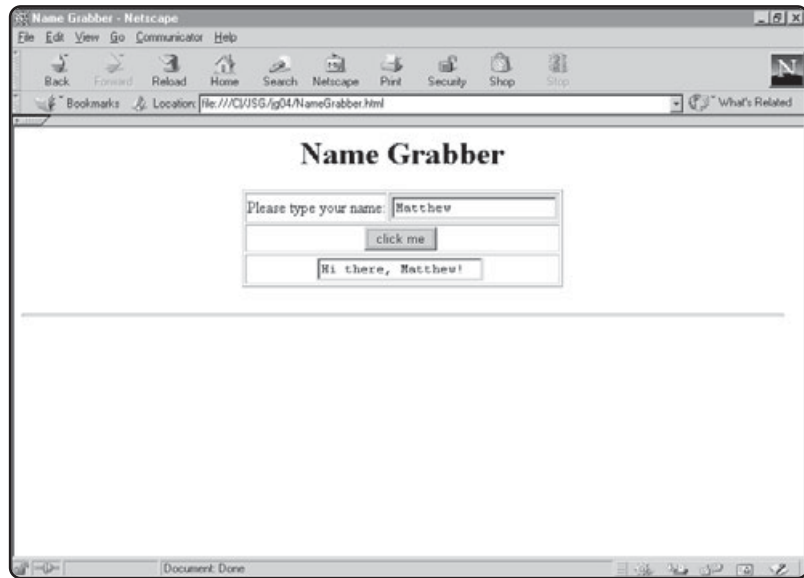 Name Grabber - Netscape
File Edit View Go Communicator Help
Back Forward Reload Home Search Netscape Print Security Shop Stop
Bookmarks Location: file:///C|/JSG/jg04/NameGrabber.html What's Related
Name Grabber
Please type your name: Matthew
click me
Hi there, Matthew!
Document: Done